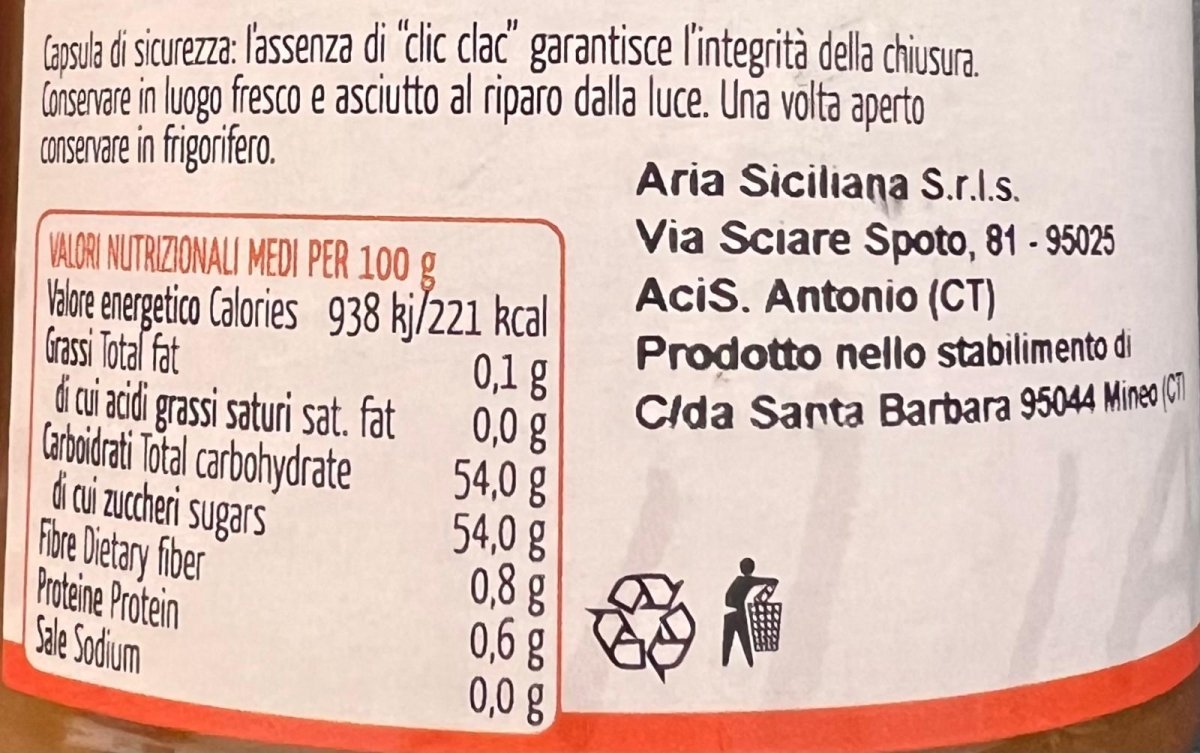 Capsula di sicurezza: l'assenza di “clic clac” garantisce l'integrità della chiusura.
Conservare in luogo fresco e asciutto al riparo dalla luce. Una volta aperto
conservare in frigorifero.
VALORI NUTRIZIONALI MEDI PER 100 g
Valore energetico Calories 938 kj/221 kcal
Grassi Total fat 0,1 g
di cui acidi grassi saturi sat. fat 0,0 g
Carboidrati Total carbohydrate 54,0 g
di cui zuccheri sugars 54,0 g
Fibre Dietary fiber 0,8 g
Proteine Protein 0,6 g
Sale Sodium 0,0 g
Aria Siciliana S.r.l.s.
Via Sciare Spoto, 81 - 95025
AciS. Antonio (CT)
Prodotto nello stabilimento di
C/da Santa Barbara 95044 Mineo (CT)